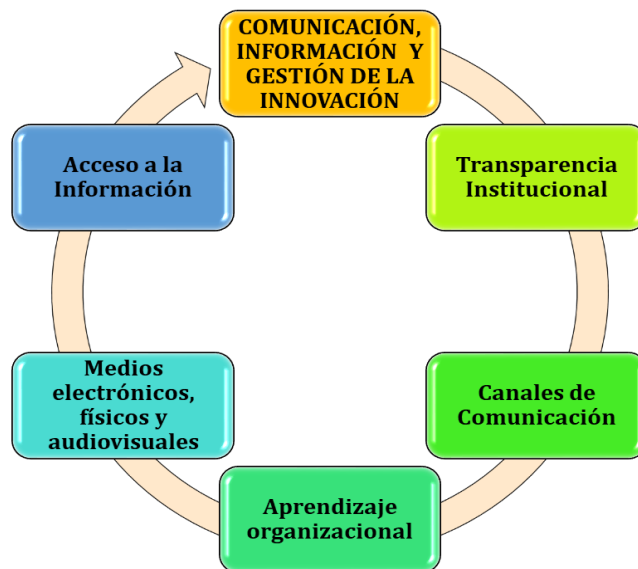 COMUNICACIÓN,
INFORMACIÓN Y
GESTIÓN DE LA
INNOVACIÓN
Transparencia
Institucional
Canales de
Comunicación
Aprendizaje
organizacional
Medios
electrónicos,
físicos y
audiovisuales
Acceso a la
Información